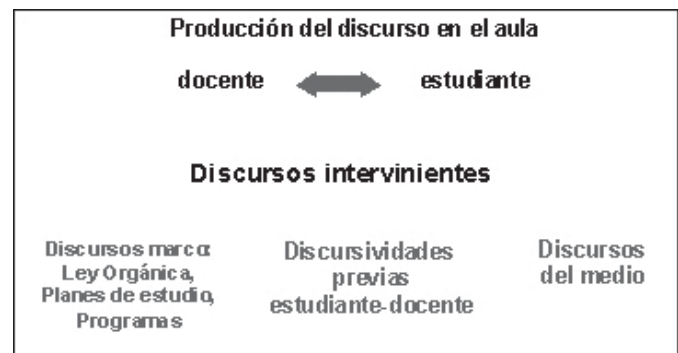 Producción del discurso en el aula
docente estudiante
Discursos intervinientes
Discursos marco:
Ley Orgánica,
Planes de estudio,
Programas
Discursividades
previas
estudiante-docente
Discursos
del medio